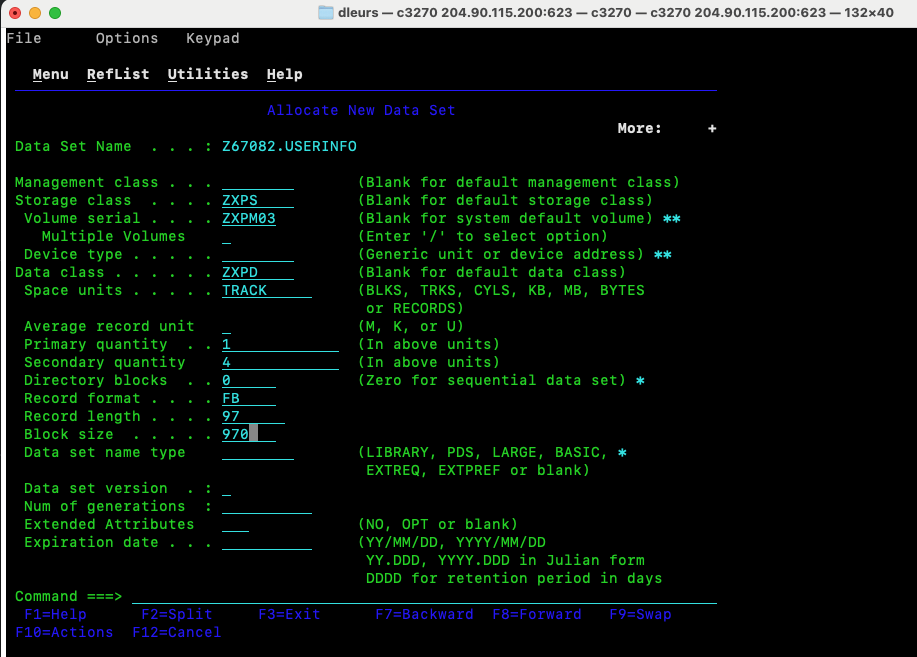 dleurs — c3270 204.90.115.200:623 — c3270 — c3270 204.90.115.200:623 — 132×40
File      Options   Keypad
Menu  RefList  Utilities  Help
Allocate New Data Set
More:     +
Data Set Name  . . . : Z67082.USERINFO
Management class . . . ________ (Blank for default management class)
Storage class  . . . . ZXPS (Blank for default storage class)
Volume serial . . . . ZXPM03 (Blank for system default volume) **
Multiple Volumes _ (Enter '/' to select option)
Device type . . . . . ________ (Generic unit or device address) **
Data class . . . . . . ZXPD (Blank for default data class)
Space units . . . . . TRACK (BLKS, TRKS, CYLS, KB, MB, BYTES
or RECORDS)
Average record unit _ (M, K, or U)
Primary quantity  . . 1 (In above units)
Secondary quantity 4 (In above units)
Directory blocks  . . 0 (Zero for sequential data set) *
Record format . . . . FB
Record length . . . . 97
Block size  . . . . . 970
Data set name type ________ (LIBRARY, PDS, LARGE, BASIC, *
EXTREQ, EXTPREF or blank)
Data set version  . : _
Num of generations  : __________
Extended Attributes ___ (NO, OPT or blank)
Expiration date . . . __________ (YY/MM/DD, YYYY/MM/DD
YY.DDD, YYYY.DDD in Julian form
DDDD for retention period in days
Command ===>
F1=Help      F2=Split     F3=Exit      F7=Backward  F8=Forward   F9=Swap
F10=Actions  F12=Cancel